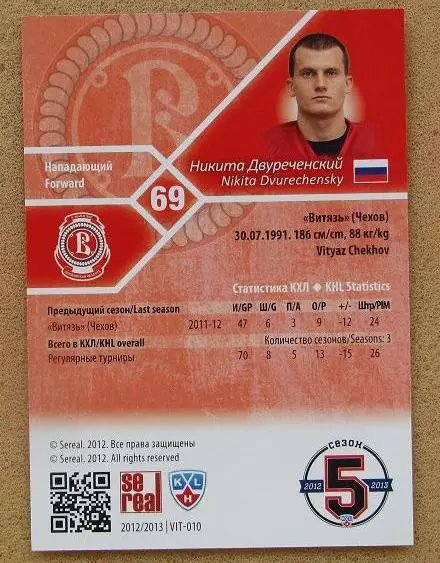 Нападающий
Forward
69
Никита Двуреченский
Nikita Dvurechensky
«Витязь» (Чехов)
30.07.1991. 186 см/cm, 88 кг/kg
Vityaz Chekhov
Статистика КХЛ ◆ KHL Statistics
Предыдущий сезон/Last season И/GP Ш/G П/A О/P +/- Штр/PIM
«Витязь» (Чехов) 2011-12 47 6 3 9 -12 24
Всего в КХЛ/KHL overall Количество сезонов/Seasons: 3
Регулярные турниры 70 8 5 13 -15 26
© Sereal. 2012. Все права защищены
© Sereal. 2012. All rights reserved
se real
KHL
2012/2013 | VIT-010
СЕЗОН
2012 5 2013